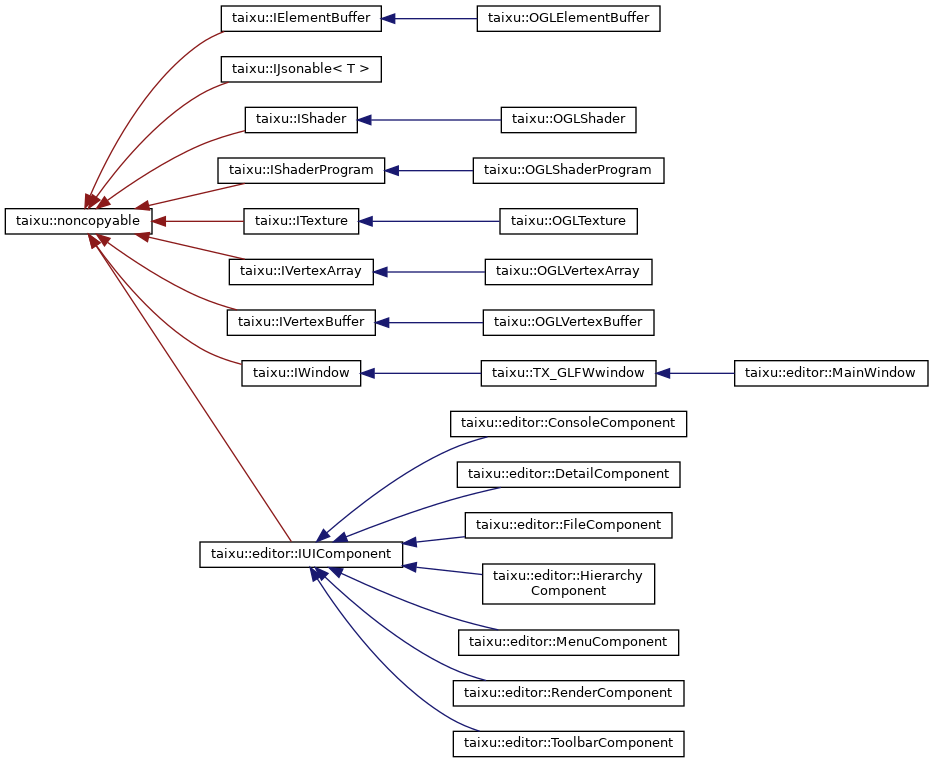 taixu::IElementBuffer
taixu::OGLElementBuffer
taixu::IJsonable< T >
taixu::IShader
taixu::OGLShader
taixu::IShaderProgram
taixu::OGLShaderProgram
taixu::noncopyable
taixu::ITexture
taixu::OGLTexture
taixu::IVertexArray
taixu::OGLVertexArray
taixu::IVertexBuffer
taixu::OGLVertexBuffer
taixu::IWindow
taixu::TX_GLFWwindow
taixu::editor::MainWindow
taixu::editor::ConsoleComponent
taixu::editor::DetailComponent
taixu::editor::FileComponent
taixu::editor::IUIComponent
taixu::editor::Hierarchy
Component
taixu::editor::MenuComponent
taixu::editor::RenderComponent
taixu::editor::ToolbarComponent